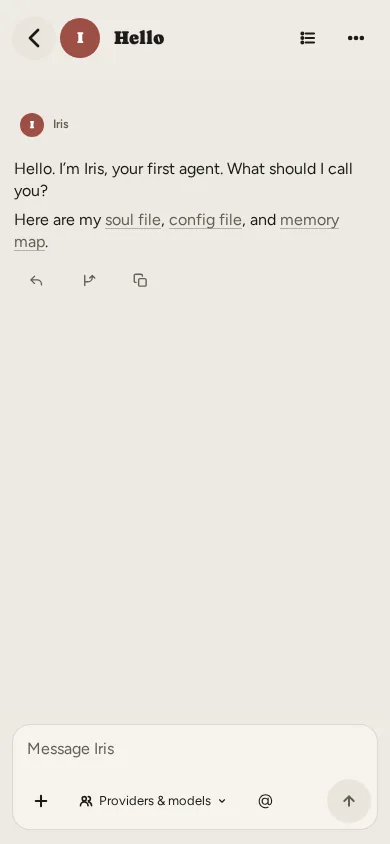 I
Hello
I
Iris
Hello. I’m Iris, your first agent. What should I call
you?
Here are my soul file, config file, and memory
map.
Message Iris
Providers & models
@